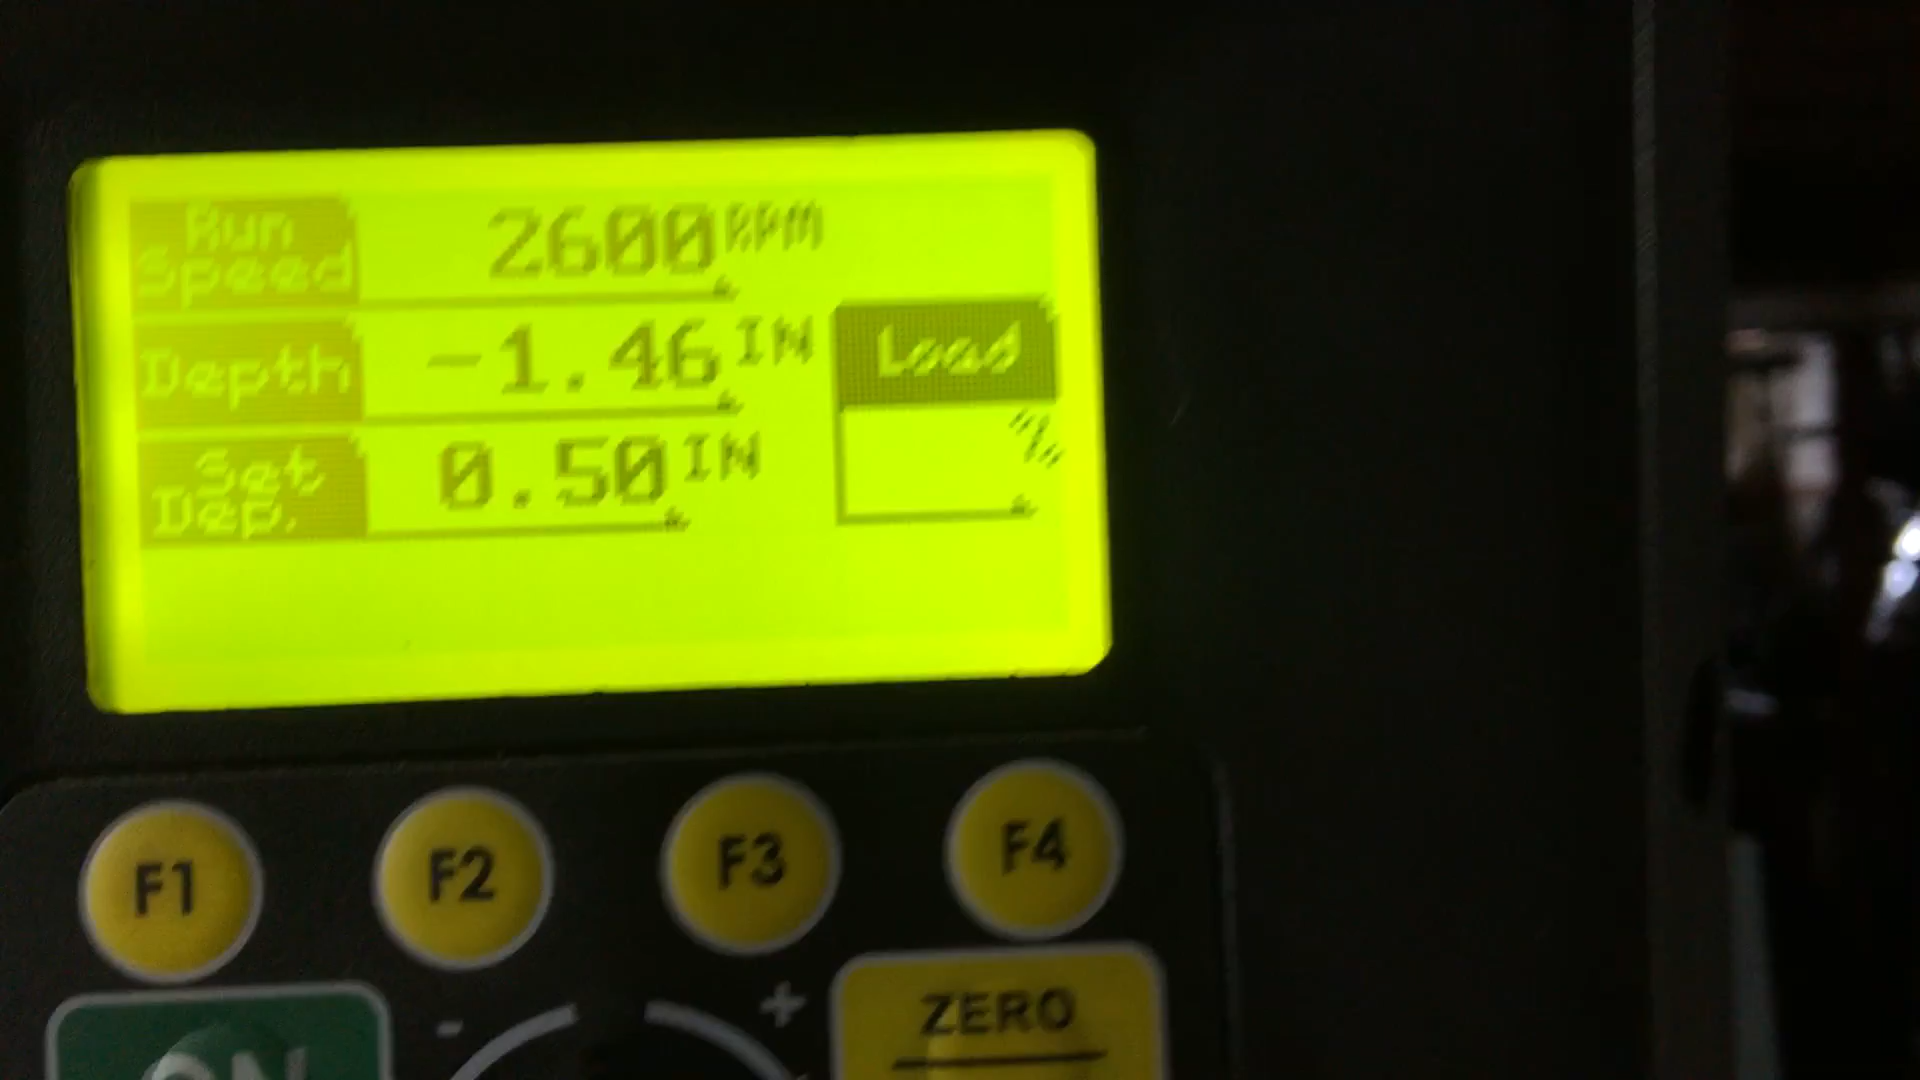 Run
Speed
2600 RPM
Depth
-1.46 IN
Load
%
Set
Dep.
0.50 IN
F1
F2
F3
F4
- +
ZERO
ON